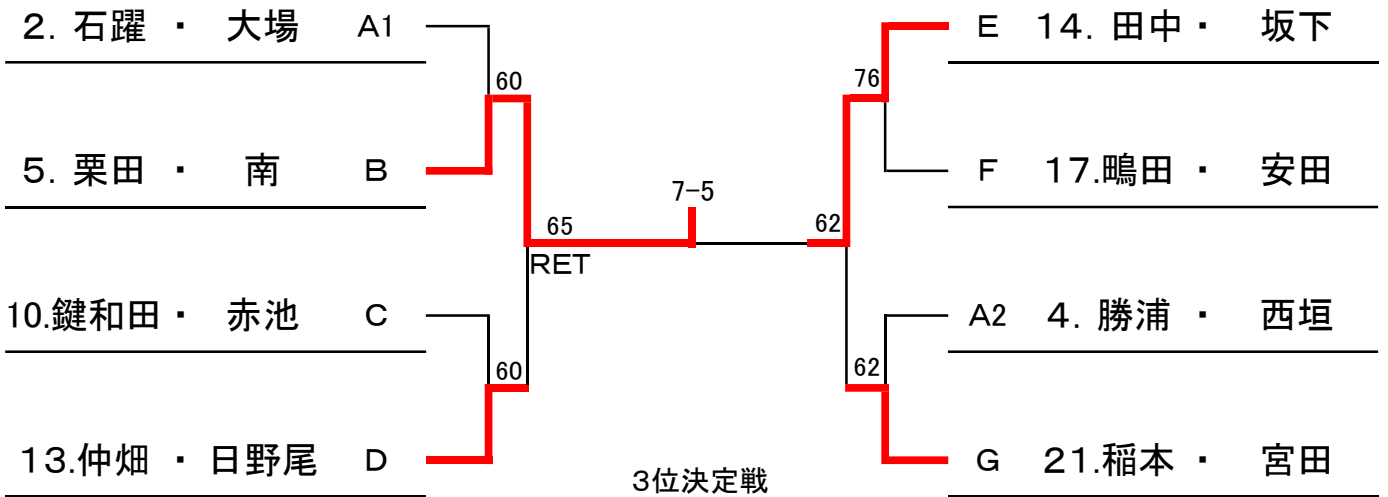 2. 石躍 ・ 大場 A1
60
5. 栗田 ・ 南 B
65
RET
10.鍵和田・ 赤池 C
60
13.仲畑 ・ 日野尾 D
7-5
3位決定戦
E 14. 田中・ 坂下
76
F 17.鴫田 ・ 安田
62
A2 4. 勝浦 ・ 西垣
62
G 21.稲本 ・ 宮田